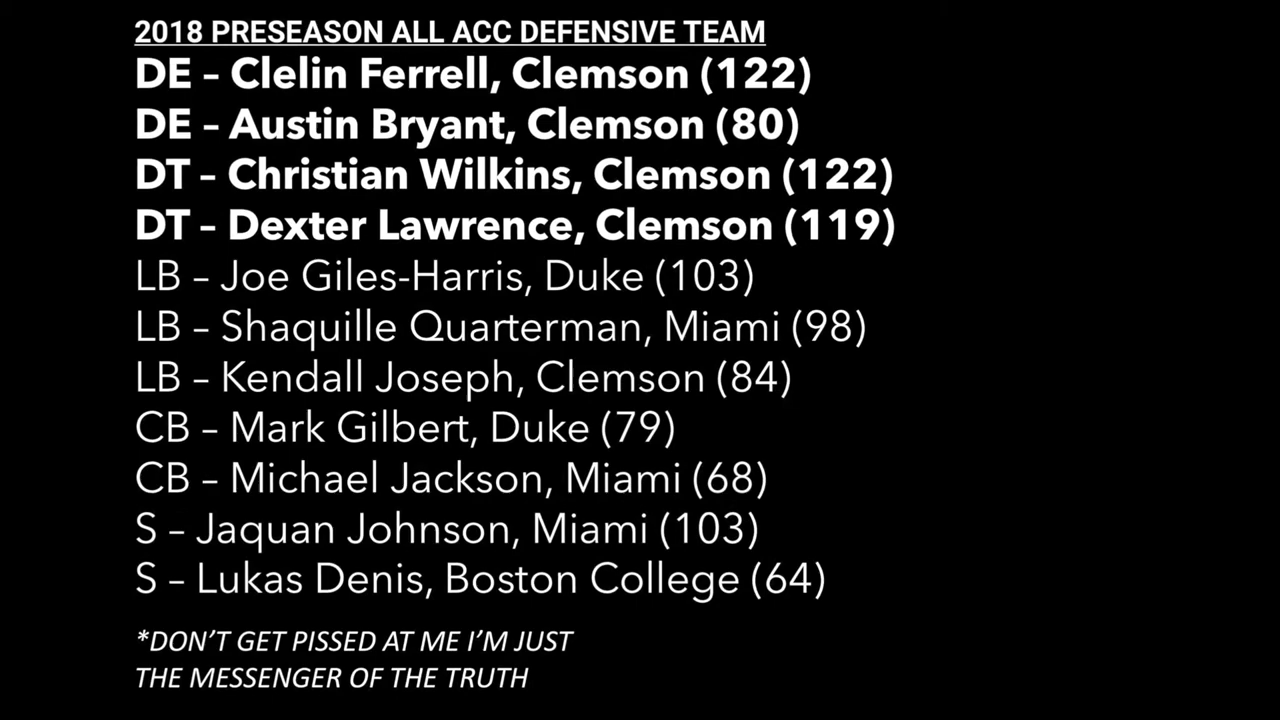 2018 PRESEASON ALL ACC DEFENSIVE TEAM
DE – Clelin Ferrell, Clemson (122)
DE – Austin Bryant, Clemson (80)
DT – Christian Wilkins, Clemson (122)
DT – Dexter Lawrence, Clemson (119)
LB – Joe Giles-Harris, Duke (103)
LB – Shaquille Quarterman, Miami (98)
LB – Kendall Joseph, Clemson (84)
CB – Mark Gilbert, Duke (79)
CB – Michael Jackson, Miami (68)
S – Jaquan Johnson, Miami (103)
S – Lukas Denis, Boston College (64)
*DON’T GET PISSED AT ME I’M JUST
THE MESSENGER OF THE TRUTH